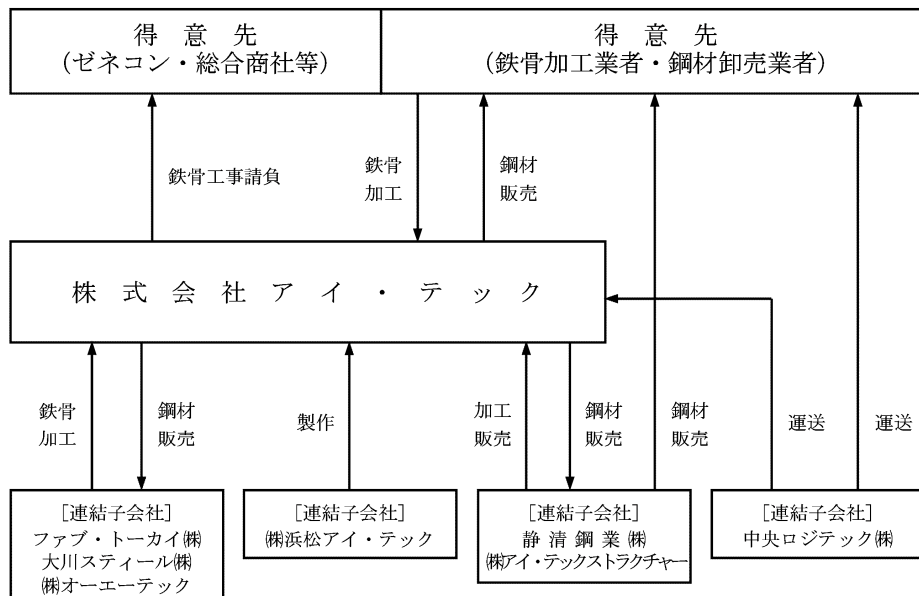 得意先
(ゼネコン・総合商社等)
得意先
(鉄骨加工業者・鋼材卸売業者)
鉄骨工事請負
鉄骨
加工
鋼材
販売
株式会社アイ・テック
鉄骨
加工
鋼材
販売
製作
加工
販売
鋼材
販売
鋼材
販売
運送
運送
[連結子会社]
ファブ・トーカイ㈱
大川スティール㈱
㈱オーエーテック
[連結子会社]
㈱浜松アイ・テック
[連結子会社]
静清鋼業㈱
㈱アイ・テックストラクチャー
[連結子会社]
中央ロジテック㈱